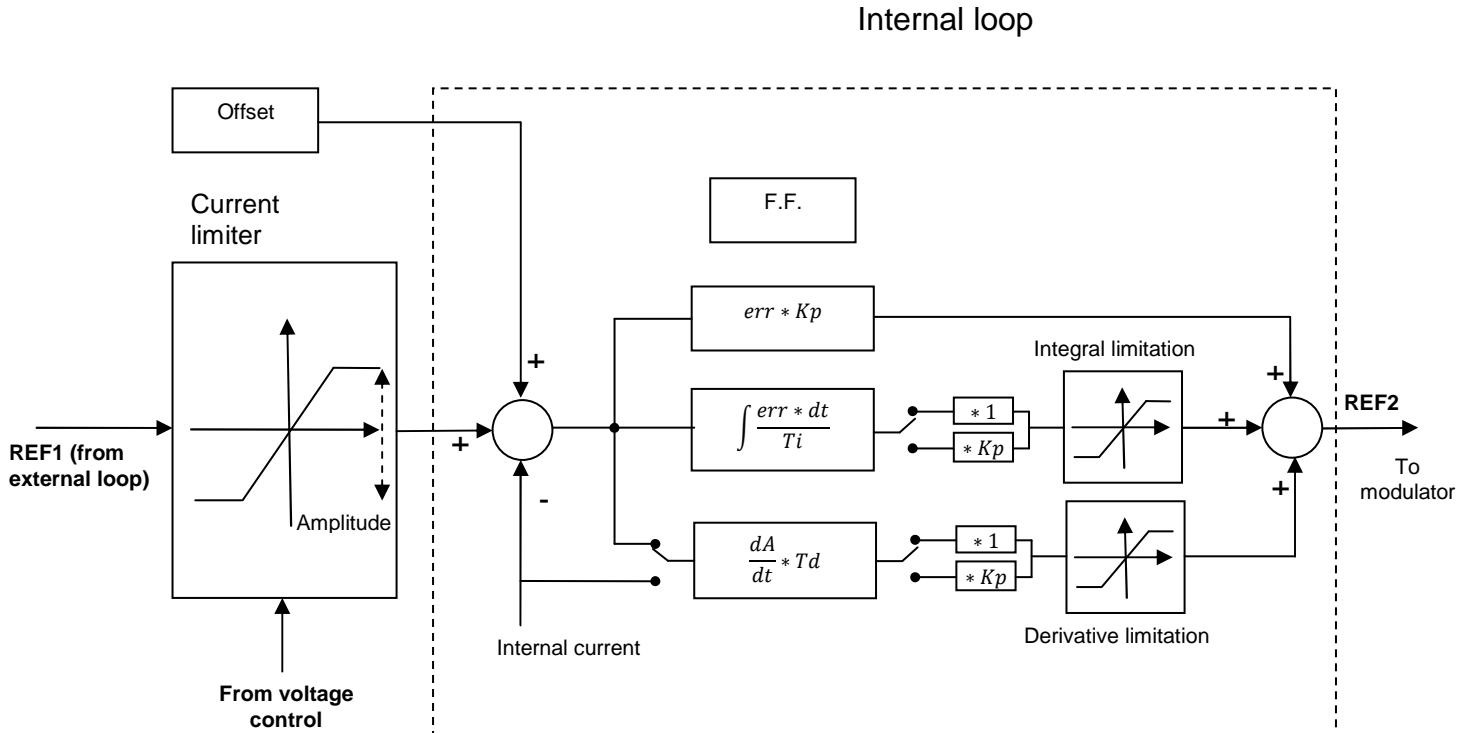 Internal loop
Offset
F.F.
Current
limiter
err ∗ Kp
Integral limitation
+
+
REF1 (from
external loop)
+
∫ err ∗ dt / Ti
∗ 1
∗ Kp
+
REF2
To
modulator
-
+
Amplitude
dA / dt ∗ Td
∗ 1
∗ Kp
Internal current
Derivative limitation
From voltage
control